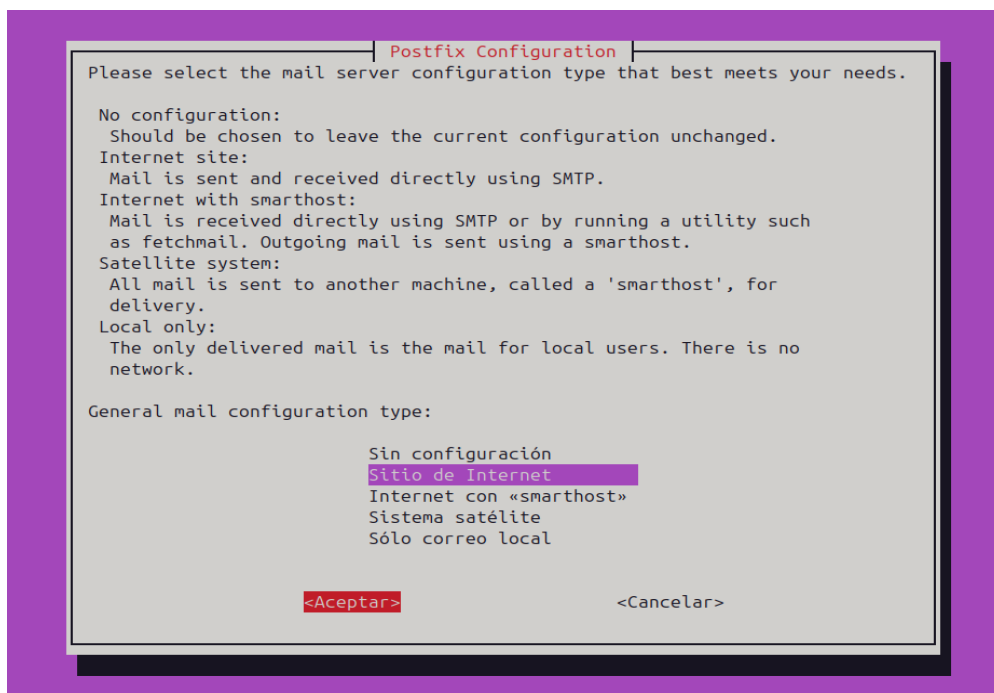 Postfix Configuration
Please select the mail server configuration type that best meets your needs.
No configuration:
Should be chosen to leave the current configuration unchanged.
Internet site:
Mail is sent and received directly using SMTP.
Internet with smarthost:
Mail is received directly using SMTP or by running a utility such
as fetchmail. Outgoing mail is sent using a smarthost.
Satellite system:
All mail is sent to another machine, called a 'smarthost', for
delivery.
Local only:
The only delivered mail is the mail for local users. There is no
network.
General mail configuration type:
Sin configuración
Sitio de Internet
Internet con «smarthost»
Sistema satélite
Sólo correo local
<Aceptar> <Cancelar>